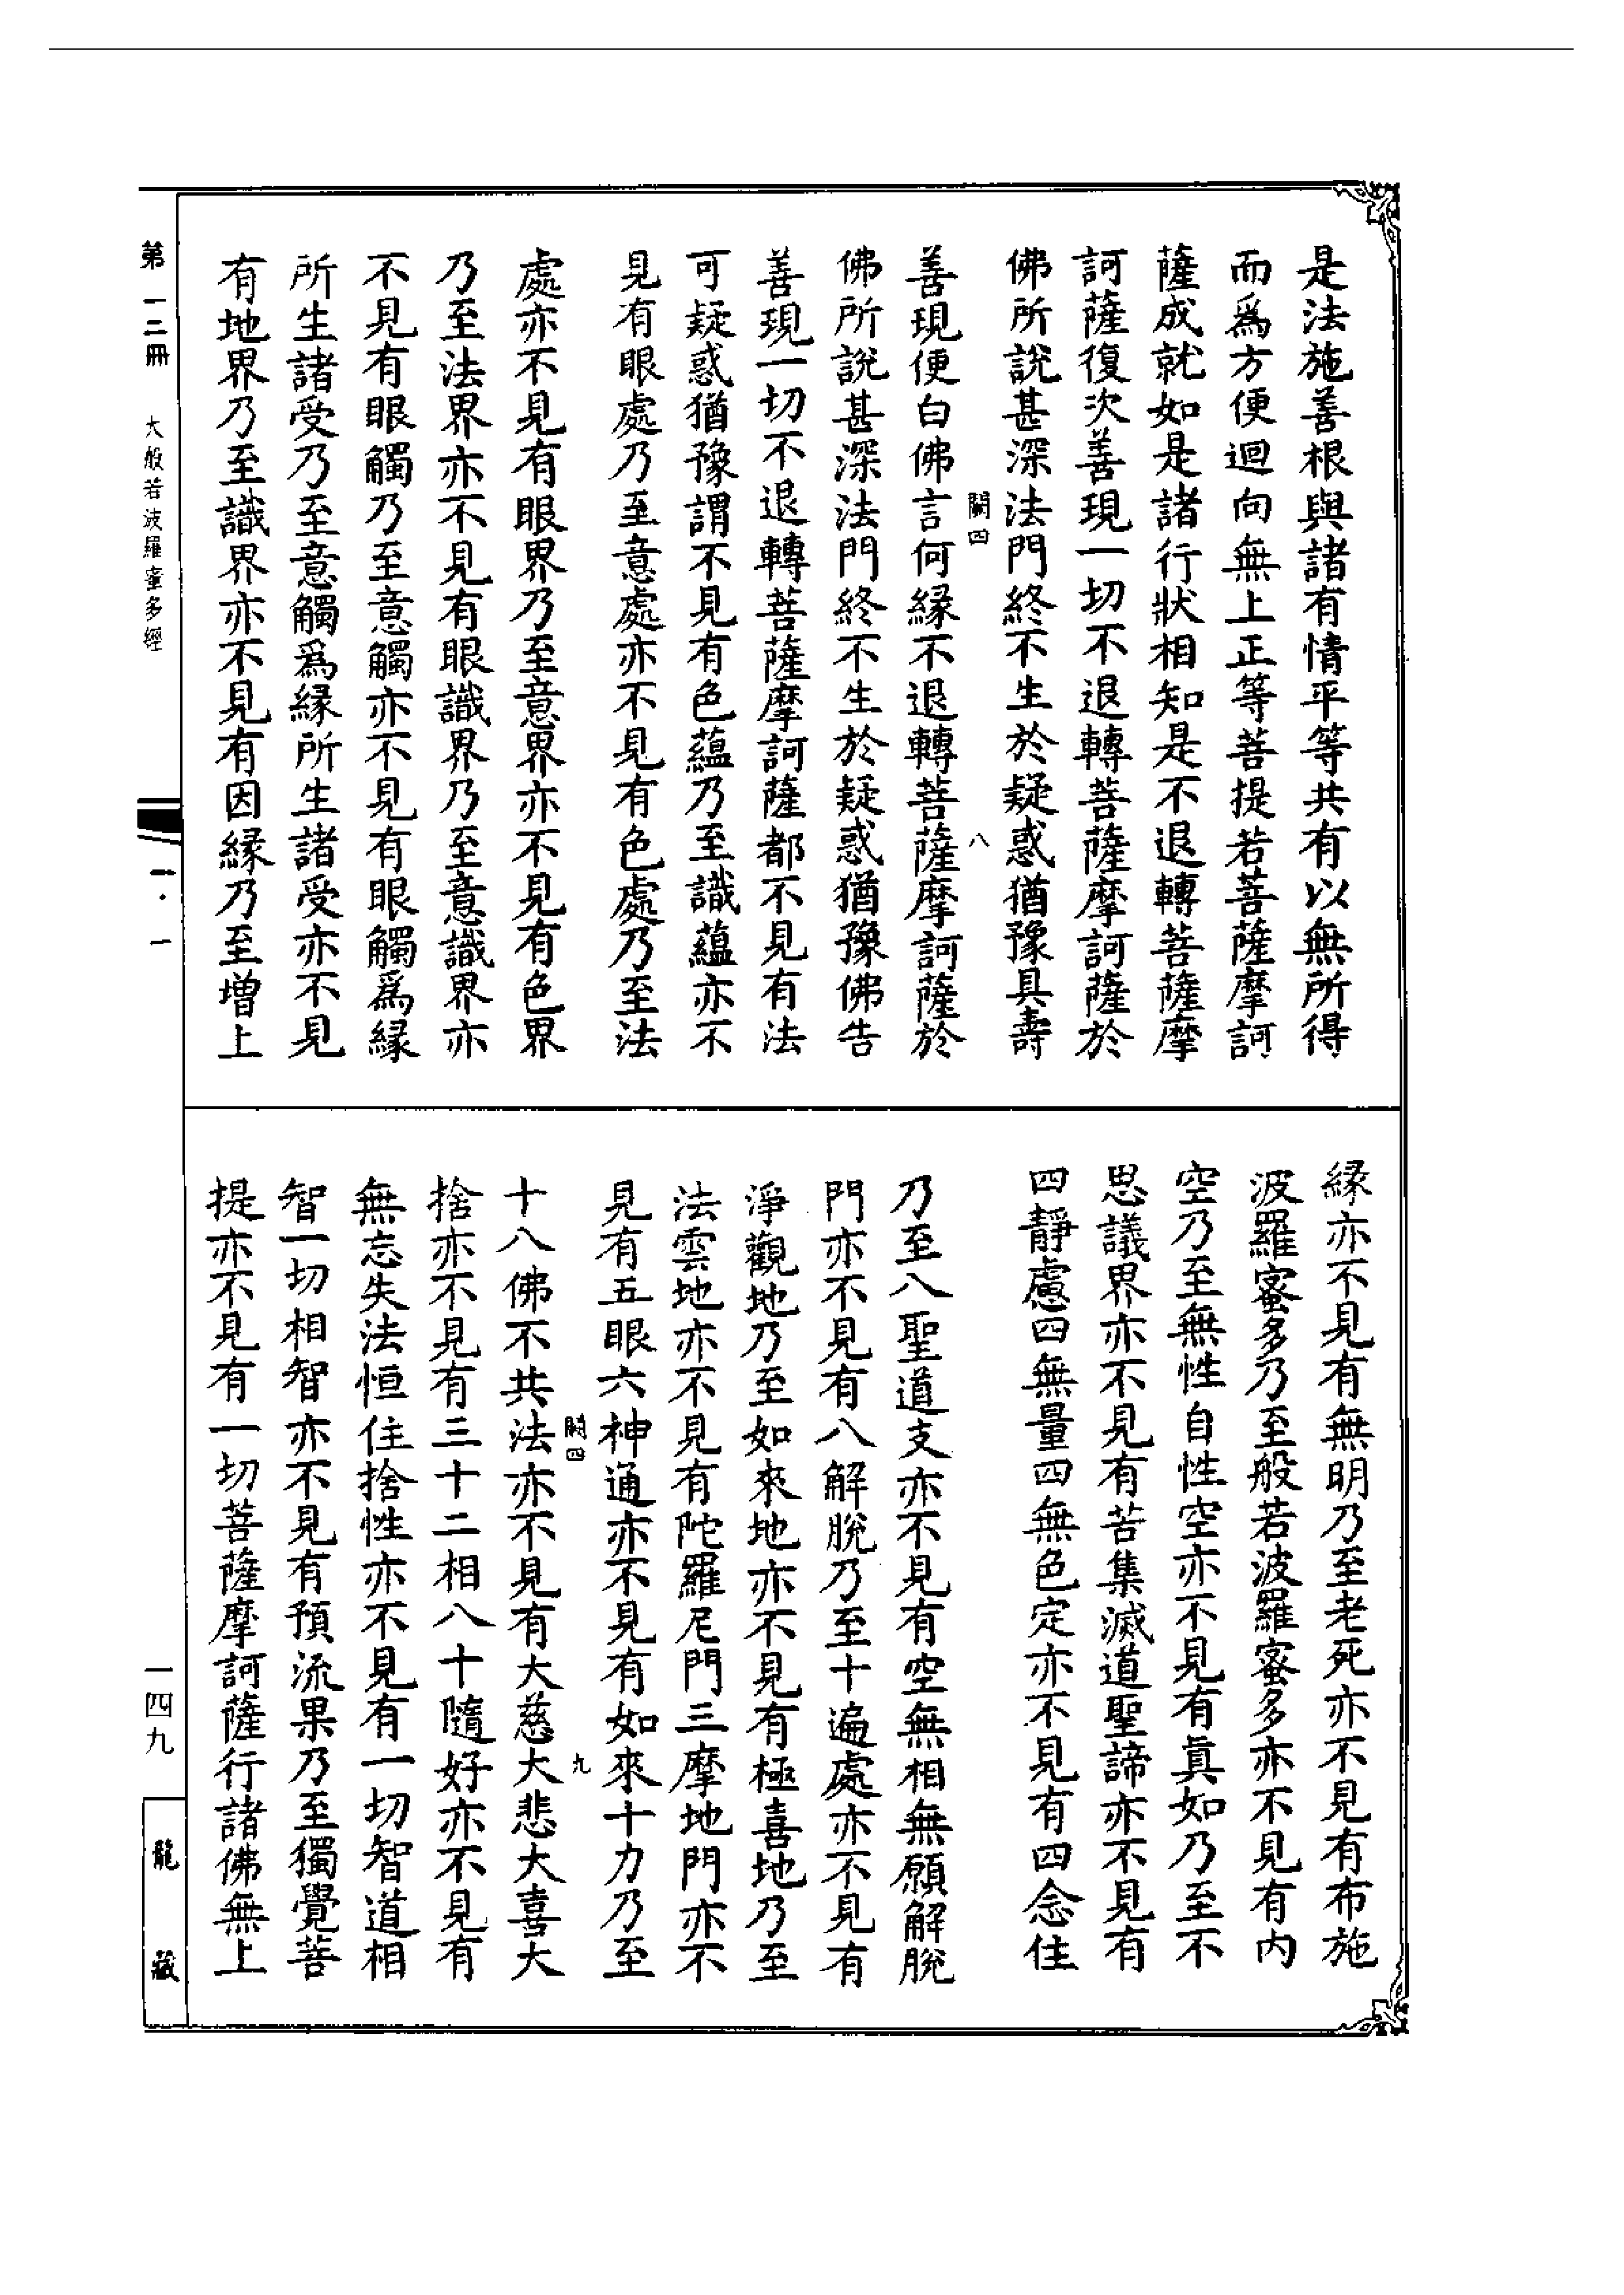 是法施善根與諸有情平等共有以無所得
而爲方便迴向無上正等菩提若菩薩摩訶
薩成就如是諸行狀相知是不退轉菩薩摩
訶薩復次善現一切不退轉菩薩摩訶薩於
佛所說甚深法門終不生於疑惑猶豫具壽
闕四 八
善現便白佛言何縁不退轉菩薩摩訶薩於
佛所說甚深法門終不生於疑惑猶豫佛告
善現一切不退轉菩薩摩訶薩都不見有法
可疑惑猶豫謂不見有色蘊乃至識蘊亦不
見有眼處乃至意處亦不見有色處乃至法
處亦不見有眼界乃至意界亦不見有色界
乃至法界亦不見有眼識界乃至意識界亦
不見有眼觸乃至意觸亦不見有眼觸爲縁
所生諸受乃至意觸爲縁所生諸受亦不見
有地界乃至識界亦不見有因縁乃至增上
縁亦不見有無明乃至老死亦不見有布施
波羅蜜多乃至般若波羅蜜多亦不見有内
空乃至無性自性空亦不見有眞如乃至不
思議界亦不見有苦集滅道聖諦亦不見有
四靜慮四無量四無色定亦不見有四念住
乃至八聖道支亦不見有空無相無願解脫
門亦不見有八解脫乃至十遍處亦不見有
淨觀地乃至如來地亦不見有極喜地乃至
法雲地亦不見有陀羅尼門三摩地門亦不
見有五眼六神通亦不見有如來十力乃至
闕四 九
十八佛不共法亦不見有大慈大悲大喜大
捨亦不見有三十二相八十隨好亦不見有
無忘失法恒住捨性亦不見有一切智道相
智一切相智亦不見有預流果乃至獨覺菩
提亦不見有一切菩薩摩訶薩行諸佛無上
第一三冊 大般若波羅蜜多經
一·一
一四九
龍藏